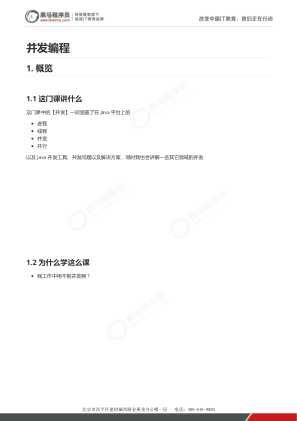 黑马程序员
www.itheima.com
传智播客旗下
高端IT教育品牌
改变中国IT教育，我们正在行动
并发编程
1. 概览
1.1 这门课讲什么
这门课中的【并发】一词涵盖了在 Java 平台上的
进程
线程
并发
并行
以及 Java 并发工具、并发问题以及解决方案，同时我也会讲解一些其它领域的并发
1.2 为什么学这么课
我工作中用不到并发啊？
北京市昌平区建材城西路金燕龙办公楼一层 电话：400-618-9090